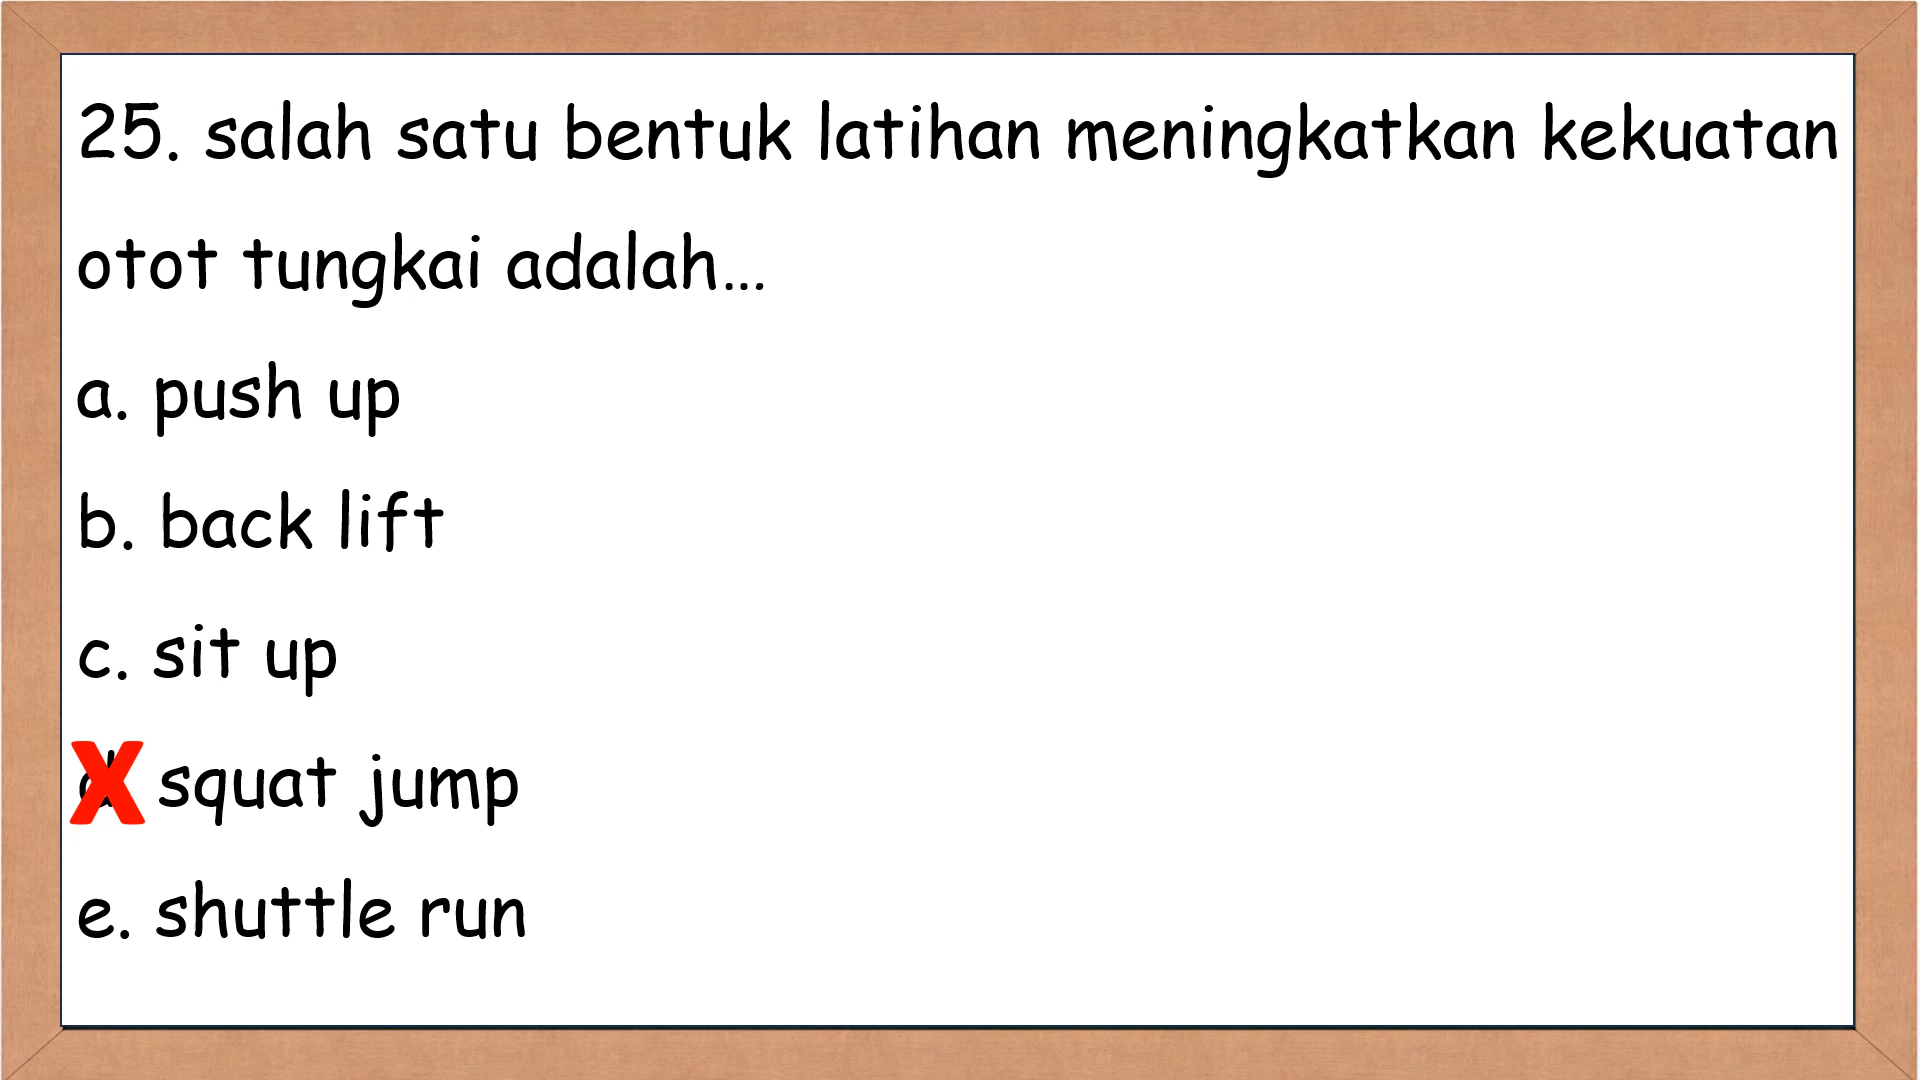 25. salah satu bentuk latihan meningkatkan kekuatan
otot tungkai adalah...
a. push up
b. back lift
c. sit up
X squat jump
e. shuttle run